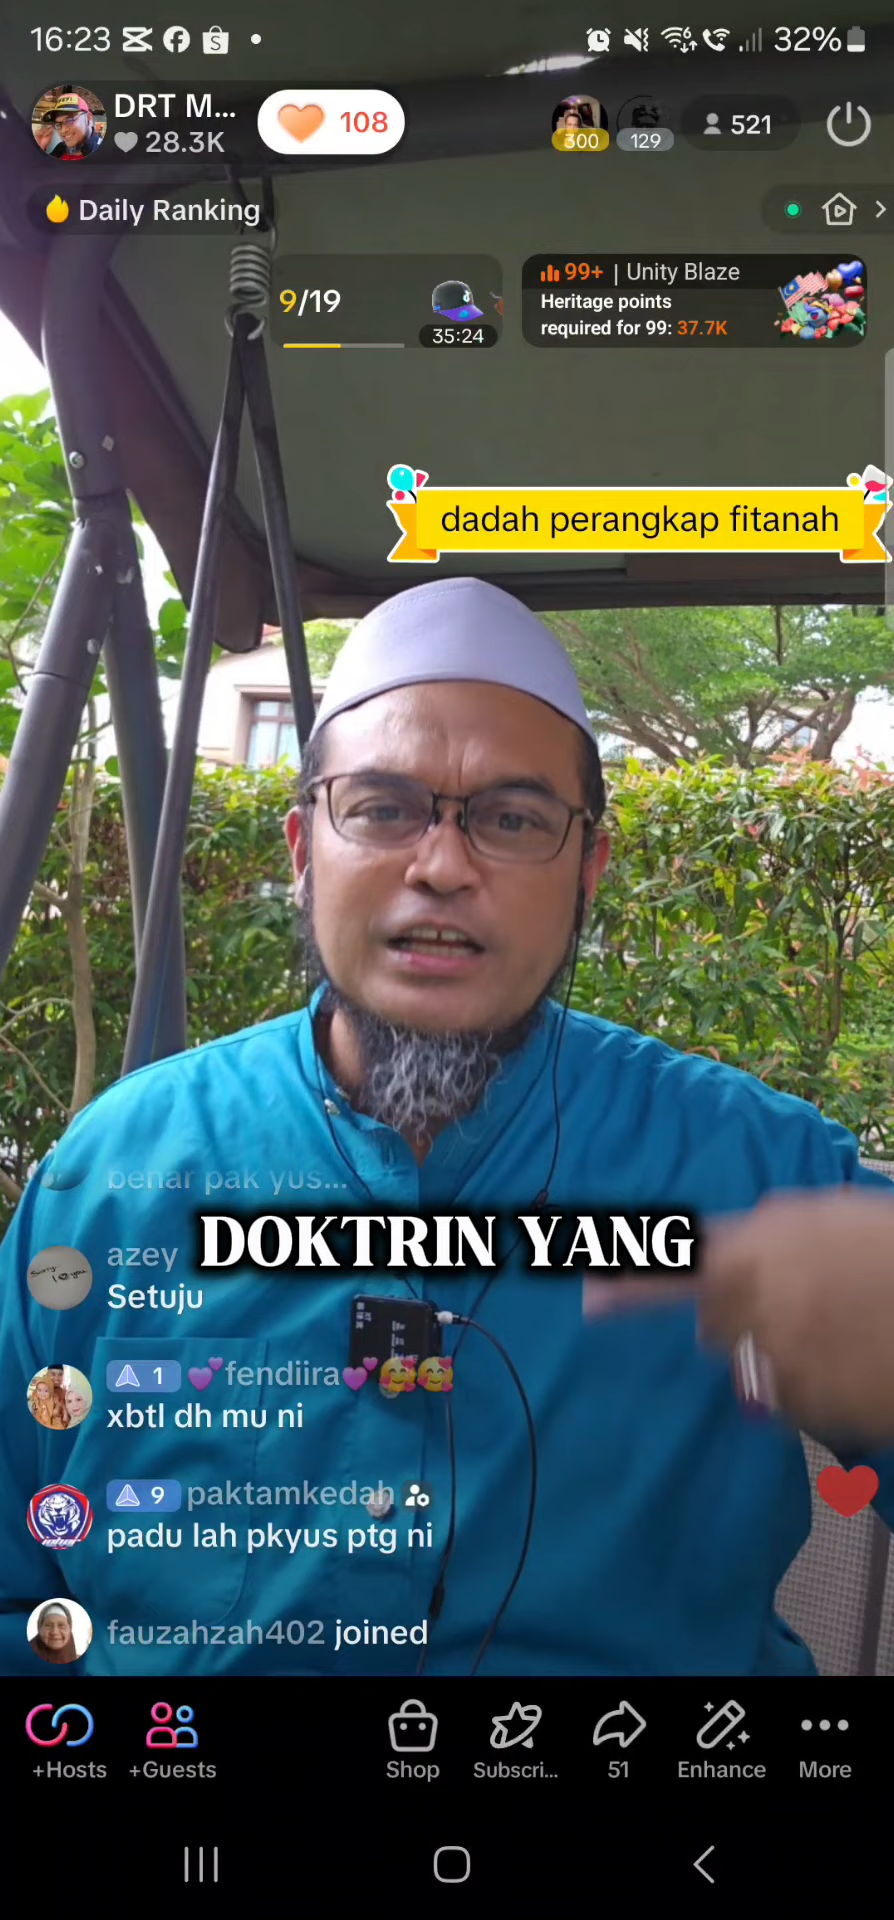 16:23
32%
DRT M...
28.3K
108
300
129
521
Daily Ranking
9/19
35:24
99+ | Unity Blaze
Heritage points
required for 99: 37.7K
dadah perangkap fitanah
benar pak yus...
azey
DOKTRIN YANG
Setuju
1 fendiira
xbtl dh mu ni
9 paktamkedah
padu lah pkyus ptg ni
fauzahzah402 joined
+Hosts
+Guests
Shop
Subscri...
51
Enhance
More